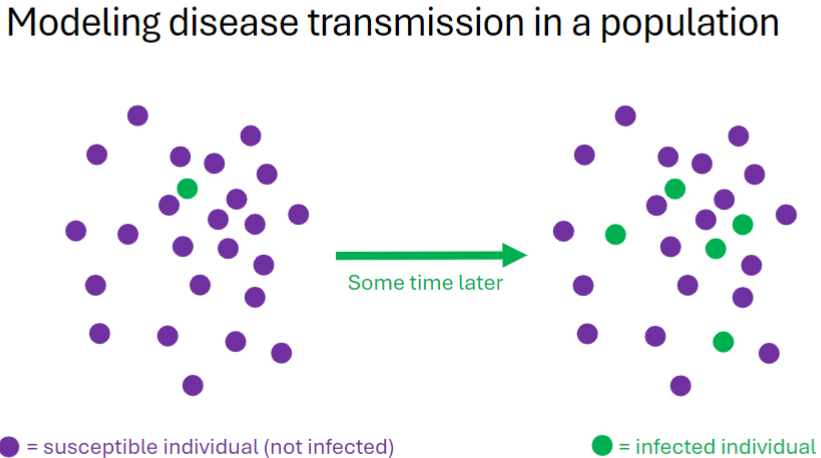 Modeling disease transmission in a population
Some time later
= susceptible individual (not infected)
= infected individual